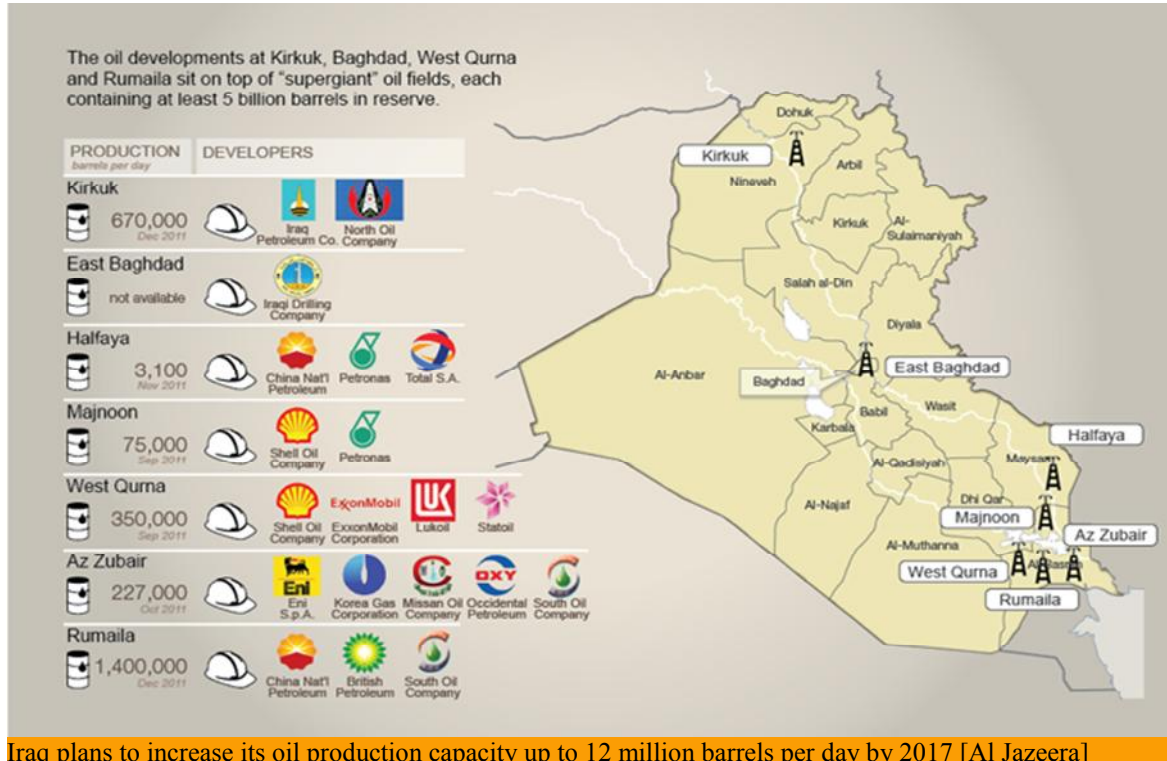 The oil developments at Kirkuk, Baghdad, West Qurna
and Rumaila sit on top of “supergiant” oil fields, each
containing at least 5 billion barrels in reserve.
PRODUCTION
barrels per day
DEVELOPERS
Kirkuk
670,000
Dec 2011
Iraq
Petroleum Co.
North Oil
Company
East Baghdad
not available
Iraqi Drilling
Company
Halfaya
3,100
Nov 2011
China Nat'l
Petroleum
Petronas
Total S.A.
Majnoon
75,000
Sep 2011
Shell Oil
Company
Petronas
West Qurna
350,000
Sep 2011
Shell Oil
Company
ExxonMobil
ExxonMobil
Corporation
LUK
Lukoil
Statoil
Az Zubair
227,000
Oct 2011
Eni
Eni
S.p.A.
Korea Gas
Corporation
Missan Oil
Company
OXY
Occidental
Petroleum
South Oil
Company
Rumaila
1,400,000
Dec 2011
China Nat'l
Petroleum
British
Petroleum
South Oil
Company
Dohuk
Kirkuk
Nineveh
Arbil
Kirkuk
Al-
Sulaimaniyah
Salah al-Din
Diyala
East Baghdad
Al-Anbar
Baghdad
Wasit
Babil
Karbala
Halfaya
Al-Qadisiyah
Maysan
Al-Najaf
Dhi Qar
Majnoon
Az Zubair
Al-Muthanna
West Qurna
Al-Basrah
Rumaila
Iraq plans to increase its oil production capacity up to 12 million barrels per day by 2017 [Al Jazeera]